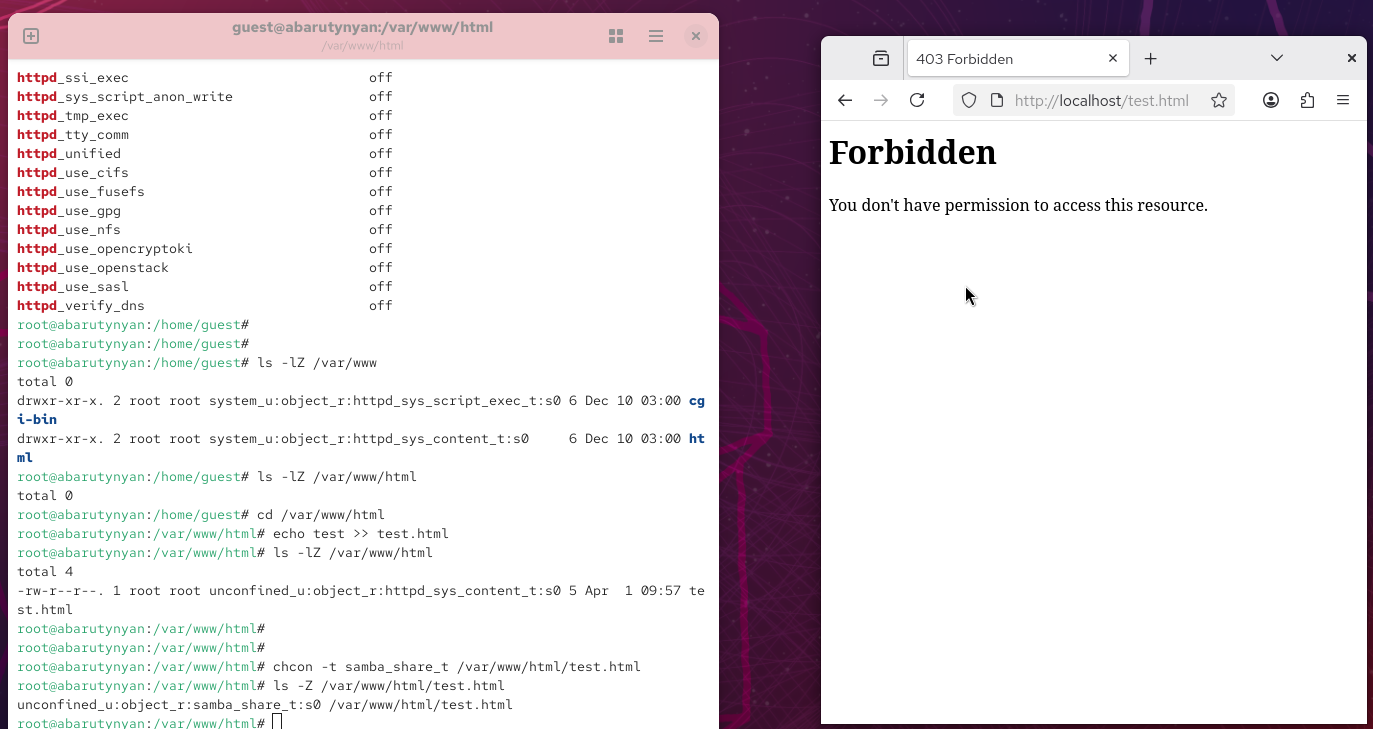 guest@abarutynyan:/var/www/html
/var/www/html
httpd_ssi_exec off
httpd_sys_script_anon_write off
httpd_tmp_exec off
httpd_tty_comm off
httpd_unified off
httpd_use_cifs off
httpd_use_fusefs off
httpd_use_gpg off
httpd_use_nfs off
httpd_use_opencryptoki off
httpd_use_openstack off
httpd_use_sasl off
httpd_verify_dns off
root@abarutynyan:/home/guest#
root@abarutynyan:/home/guest#
root@abarutynyan:/home/guest# ls -lZ /var/www
total 0
drwxr-xr-x. 2 root root system_u:object_r:httpd_sys_script_exec_t:s0 6 Dec 10 03:00 cg
i-bin
drwxr-xr-x. 2 root root system_u:object_r:httpd_sys_content_t:s0 6 Dec 10 03:00 ht
ml
root@abarutynyan:/home/guest# ls -lZ /var/www/html
total 0
root@abarutynyan:/home/guest# cd /var/www/html
root@abarutynyan:/var/www/html# echo test >> test.html
root@abarutynyan:/var/www/html# ls -lZ /var/www/html
total 4
-rw-r--r--. 1 root root unconfined_u:object_r:httpd_sys_content_t:s0 5 Apr 1 09:57 te
st.html
root@abarutynyan:/var/www/html#
root@abarutynyan:/var/www/html#
root@abarutynyan:/var/www/html# chcon -t samba_share_t /var/www/html/test.html
root@abarutynyan:/var/www/html# ls -Z /var/www/html/test.html
unconfined_u:object_r:samba_share_t:s0 /var/www/html/test.html
root@abarutynyan:/var/www/html#
403 Forbidden
http://localhost/test.html
Forbidden
You don't have permission to access this resource.